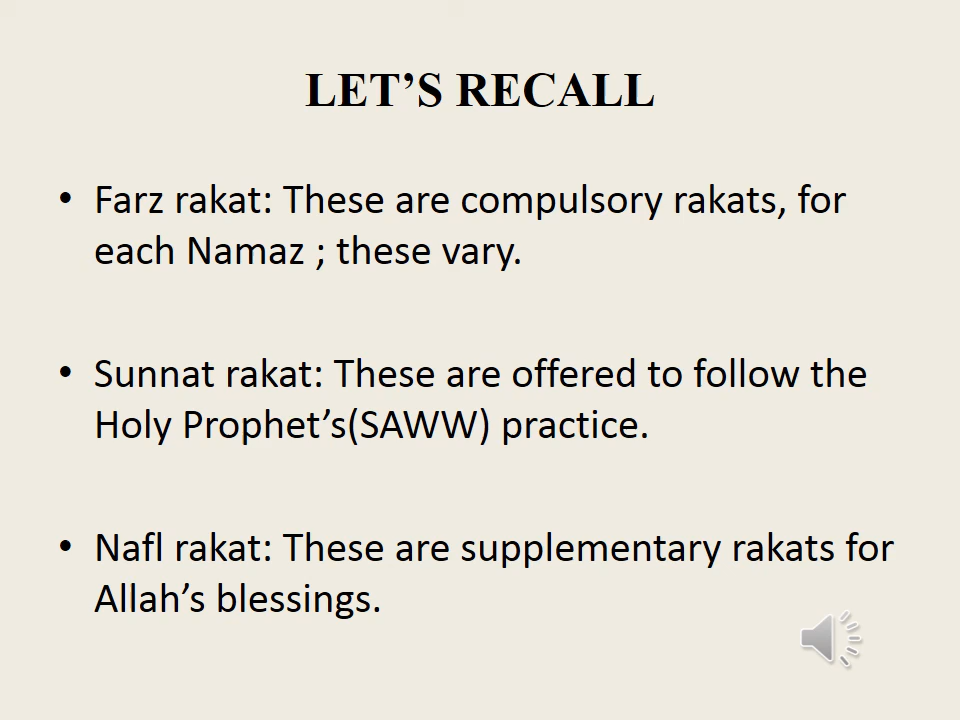 LET’S RECALL
• Farz rakat: These are compulsory rakats, for
each Namaz ; these vary.
• Sunnat rakat: These are offered to follow the
Holy Prophet’s(SAWW) practice.
• Nafl rakat: These are supplementary rakats for
Allah’s blessings.